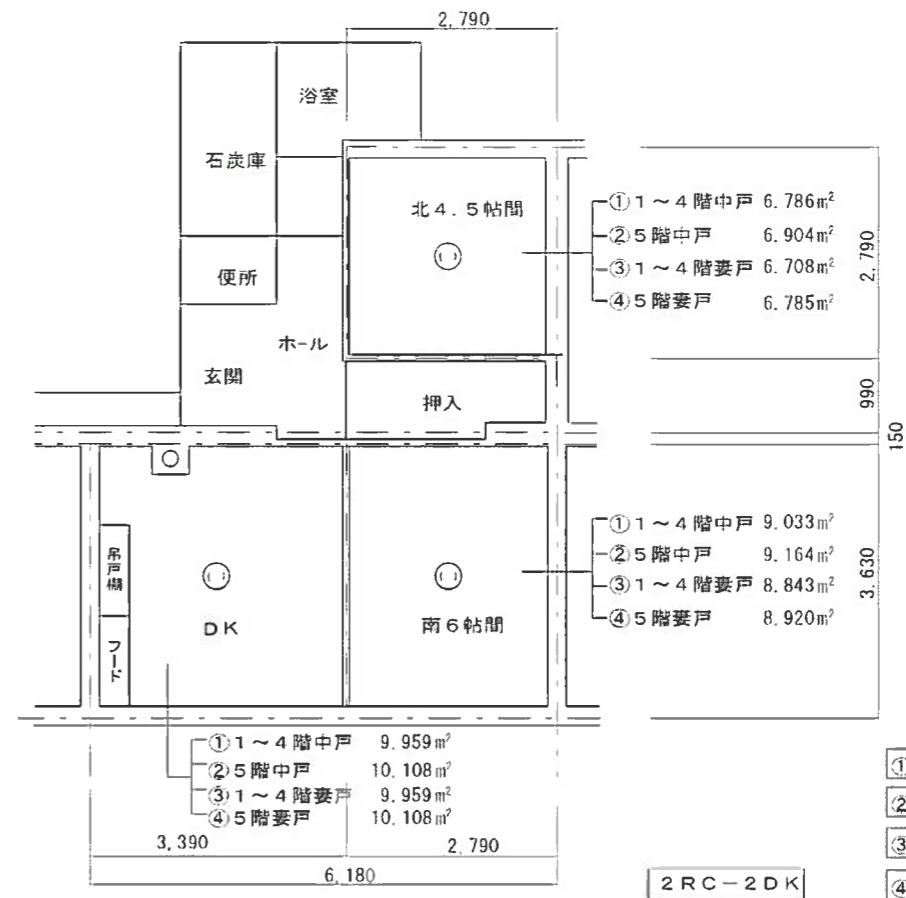 2,790
浴室
石炭庫
北4.5帖間
①1～4階中戸 6.786㎡
②5階中戸 6.904㎡
③1～4階妻戸 6.708㎡
④5階妻戸 6.785㎡
2,790
便所
ホール
玄関
押入
990
150
①1～4階中戸 9.033㎡
②5階中戸 9.164㎡
③1～4階妻戸 8.843㎡
④5階妻戸 8.920㎡
3,630
吊戸棚
フード
DK
南6帖間
①1～4階中戸 9.959㎡
②5階中戸 10.108㎡
③1～4階妻戸 9.959㎡
④5階妻戸 10.108㎡
3,390
2,790
6,180
2RC－2DK
①
②
③
④